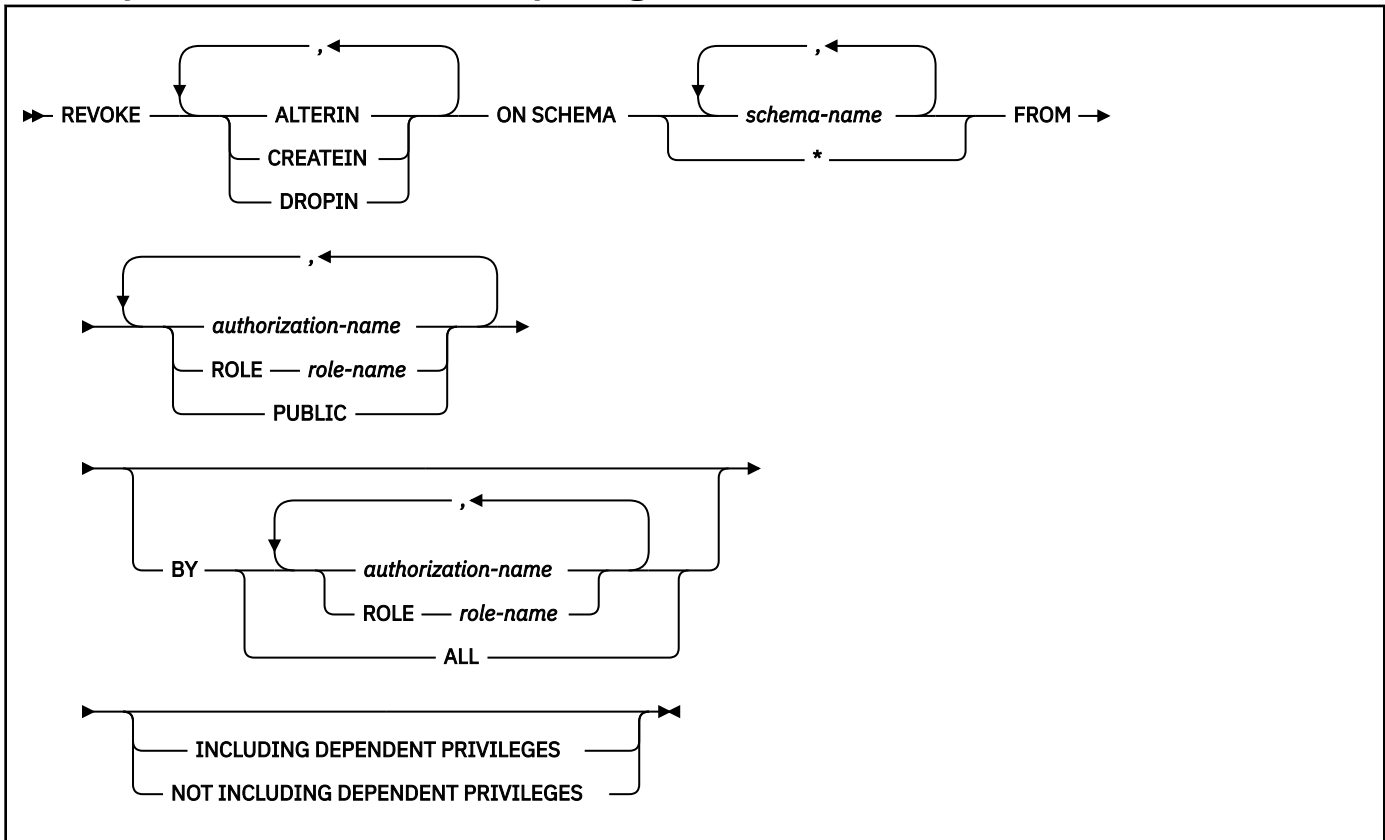 ,
,
REVOKE ALTERIN ON SCHEMA schema-name FROM
CREATEIN *
DROPIN
,
authorization-name
ROLE role-name
PUBLIC
,
BY authorization-name
ROLE role-name
ALL
INCLUDING DEPENDENT PRIVILEGES
NOT INCLUDING DEPENDENT PRIVILEGES